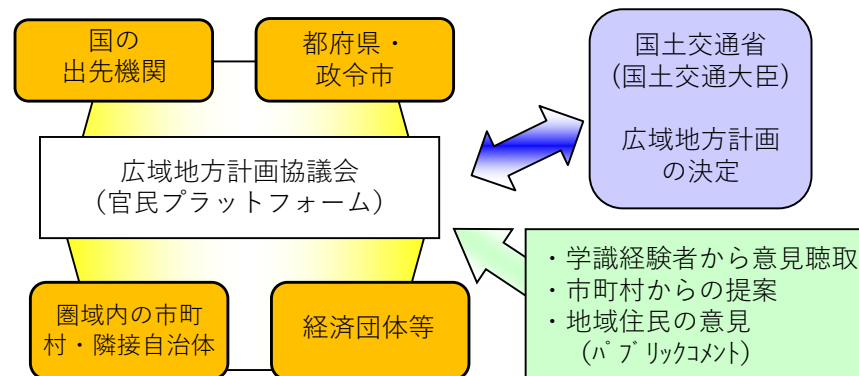 国の
出先機関
都府県・
政令市
国土交通省
(国土交通大臣)
広域地方計画
の決定
広域地方計画協議会
(官民プラットフォーム)
・学識経験者から意見聴取
・市町村からの提案
・地域住民の意見
(ﾊﾟﾌﾞﾘｯｸｺﾒﾝﾄ)
圏域内の市町
村・隣接自治体
経済団体等